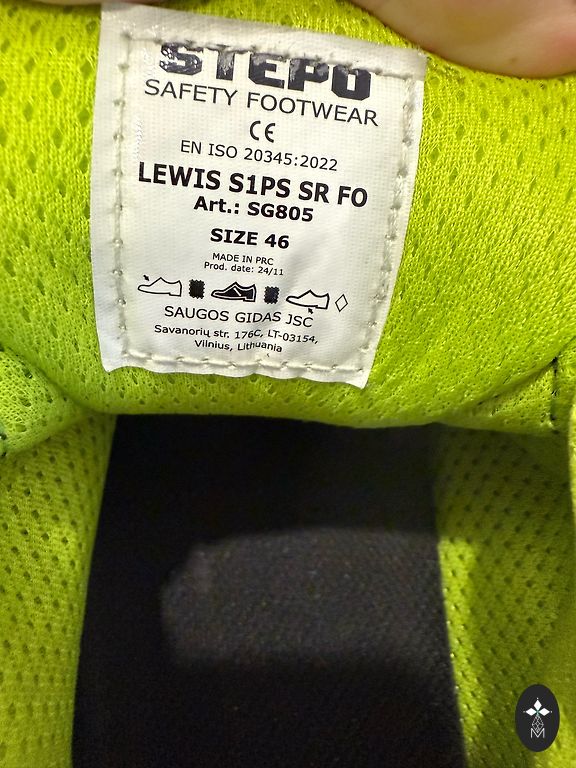 STEPO
SAFETY FOOTWEAR
CE
EN ISO 20345:2022
LEWIS S1PS SR FO
Art.: SG805
SIZE 46
MADE IN PRC
Prod. date: 24/11
SAUGOS GIDAS JSC
Savanorių str. 176C, LT-03154,
Vilnius, Lithuania
M